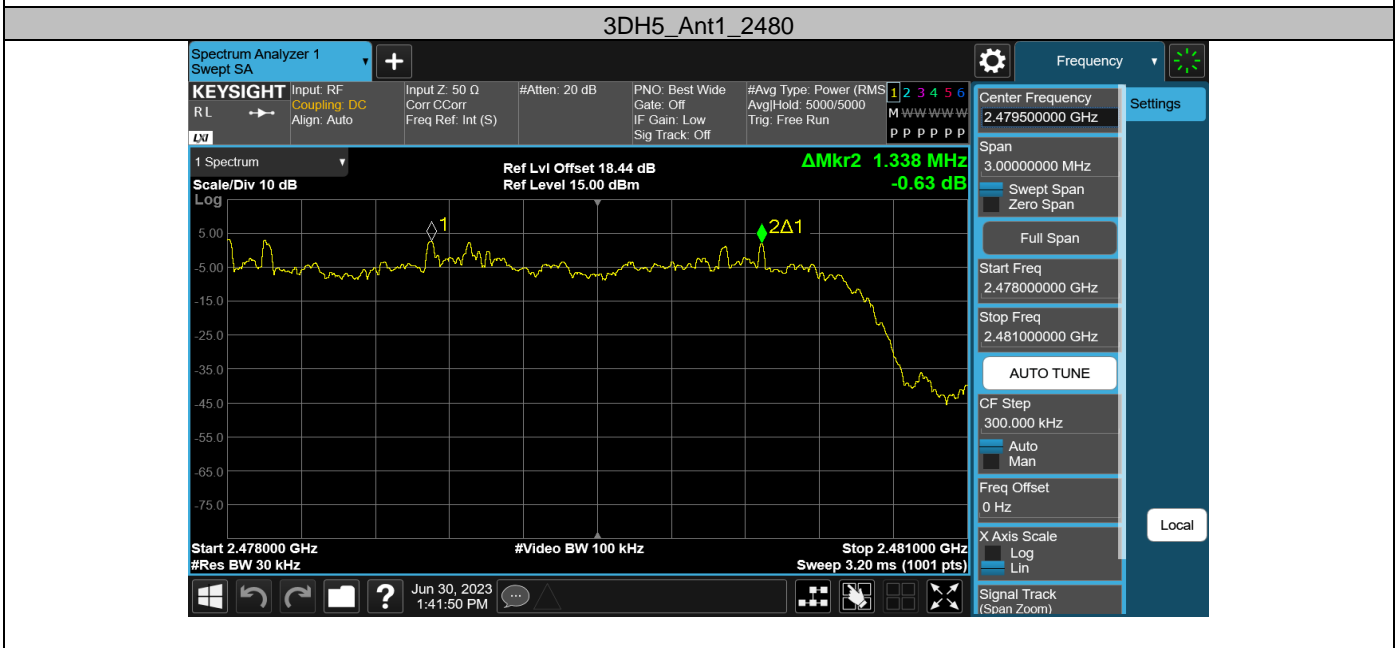 3DH5_Ant1_2480
Spectrum Analyzer 1
Swept SA
Frequency
KEYSIGHT
RL
LXI
Input: RF
Coupling: DC
Align: Auto
Input Z: 50 Ω
Corr CCorr
Freq Ref: Int (S)
#Atten: 20 dB
PNO: Best Wide
Gate: Off
IF Gain: Low
Sig Track: Off
#Avg Type: Power (RMS
Avg|Hold: 5000/5000
Trig: Free Run
1 2 3 4 5 6
M W W W W W
P P P P P P
1 Spectrum
Scale/Div 10 dB
Log
Ref Lvl Offset 18.44 dB
Ref Level 15.00 dBm
ΔMkr2 1.338 MHz
-0.63 dB
1
2Δ1
5.00
-5.00
-15.0
-25.0
-35.0
-45.0
-55.0
-65.0
-75.0
Start 2.478000 GHz
#Res BW 30 kHz
#Video BW 100 kHz
Stop 2.481000 GHz
Sweep 3.20 ms (1001 pts)
Jun 30, 2023
1:41:50 PM
Center Frequency
2.479500000 GHz
Settings
Span
3.00000000 MHz
Swept Span
Zero Span
Full Span
Start Freq
2.478000000 GHz
Stop Freq
2.481000000 GHz
AUTO TUNE
CF Step
300.000 kHz
Auto
Man
Freq Offset
0 Hz
Local
X Axis Scale
Log
Lin
Signal Track
(Span Zoom)